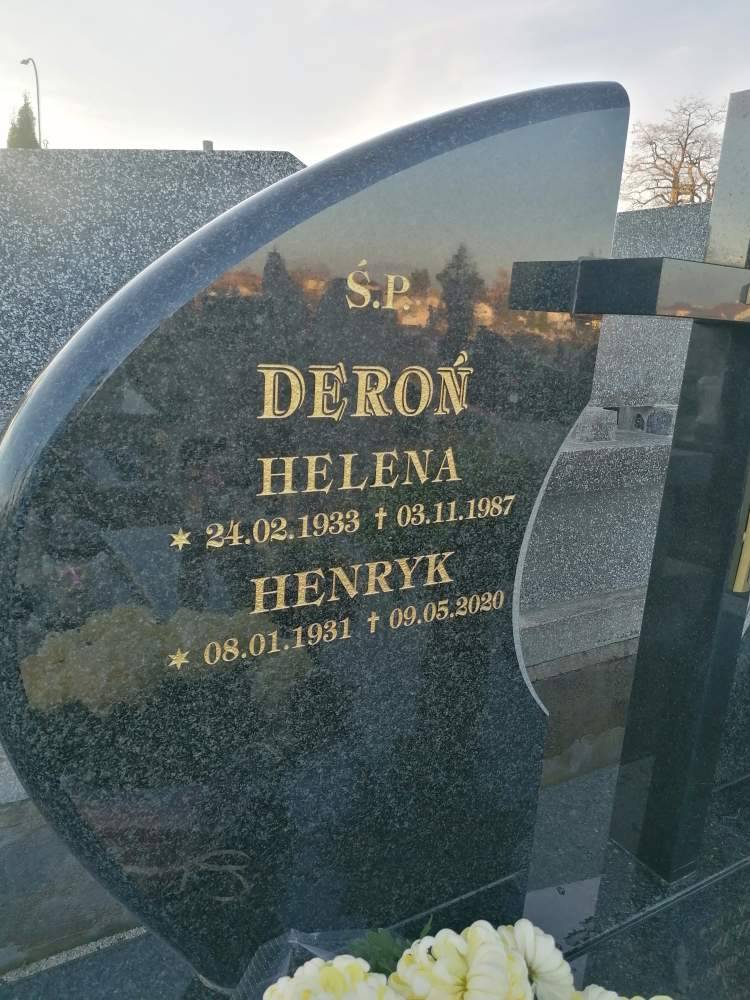 Ś.P.
DEROŃ
HELENA
✶ 24.02.1933 † 03.11.1987
HENRYK
✶ 08.01.1931 † 09.05.2020